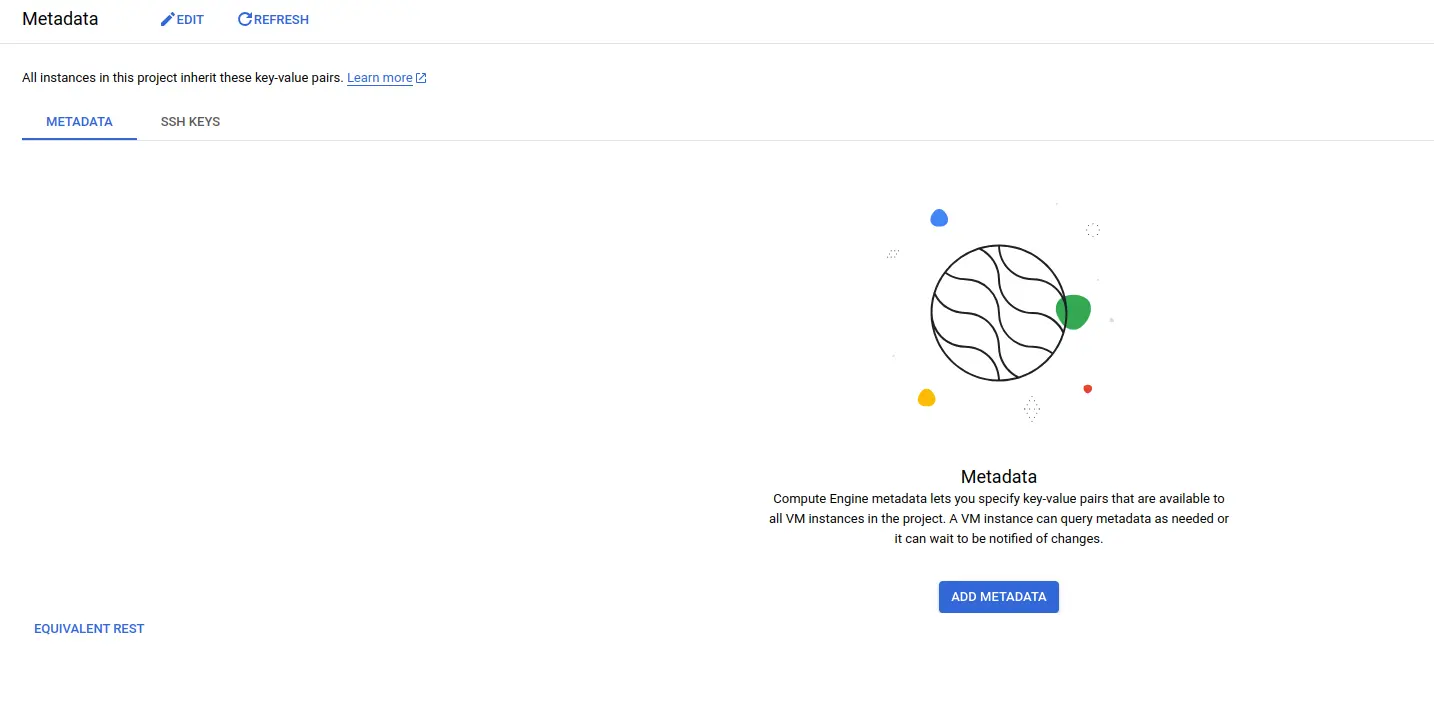 Metadata EDIT REFRESH
All instances in this project inherit these key-value pairs. Learn more
METADATA SSH KEYS
Metadata
Compute Engine metadata lets you specify key-value pairs that are available to
all VM instances in the project. A VM instance can query metadata as needed or
it can wait to be notified of changes.
ADD METADATA
EQUIVALENT REST